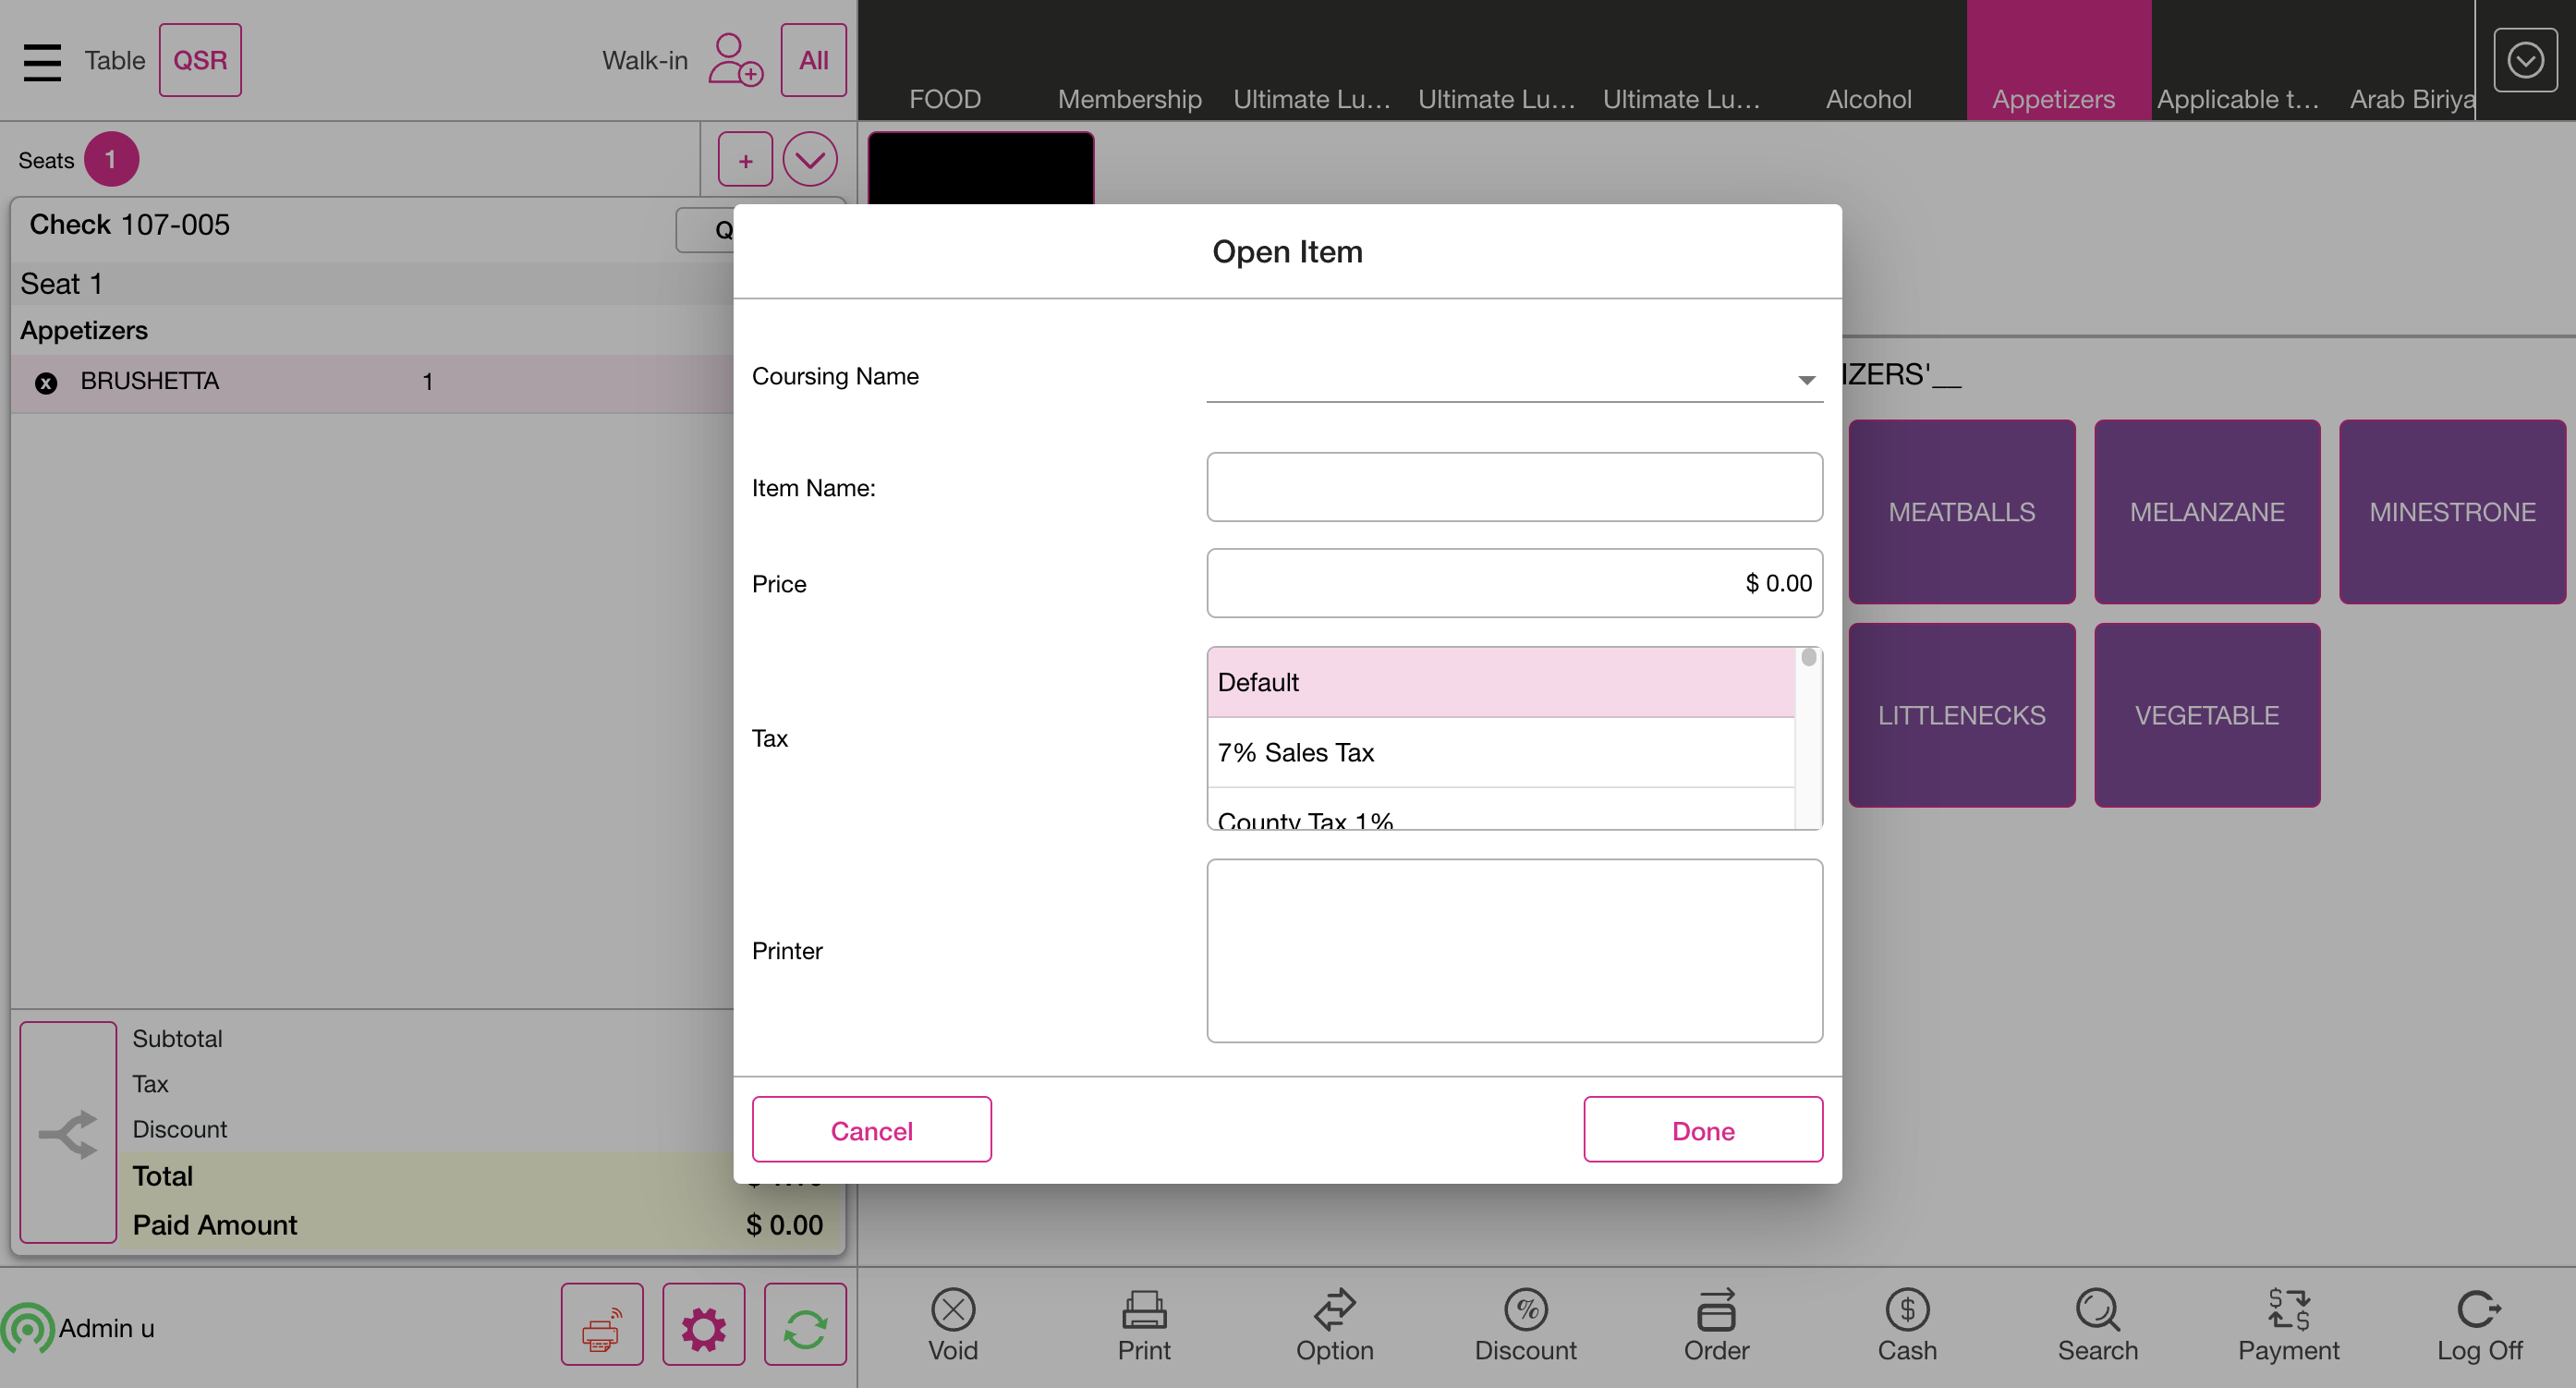 Table QSR Walk-in All
FOOD Membership Ultimate Lu... Ultimate Lu... Ultimate Lu... Alcohol Appetizers Applicable t... Arab Biriya
Seats 1 +
Check 107-005
Seat 1
Appetizers
x BRUSHETTA 1
Subtotal
Tax
Discount
Total
Paid Amount $ 0.00
Admin u
Open Item
Coursing Name
Item Name:
Price $ 0.00
Tax
Default
7% Sales Tax
County Tax 1%
Printer
Cancel Done
IZERS'__
MEATBALLS MELANZANE MINESTRONE
LITTLENECKS VEGETABLE
Void Print Option Discount Order Cash Search Payment Log Off